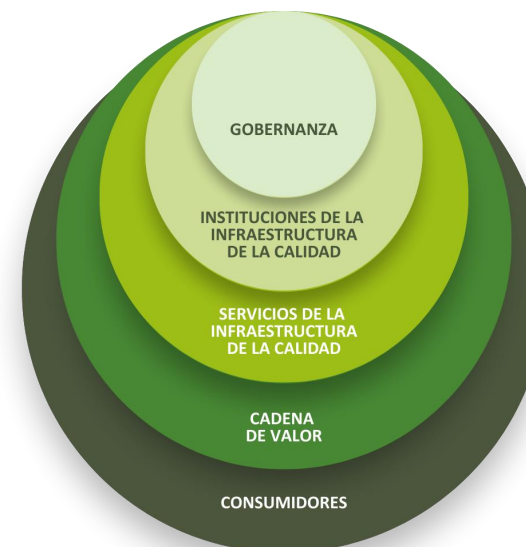 GOBERNANZA
INSTITUCIONES DE LA
INFRAESTRUCTURA
DE LA CALIDAD
SERVICIOS DE LA
INFRAESTRUCTURA
DE LA CALIDAD
CADENA
DE VALOR
CONSUMIDORES